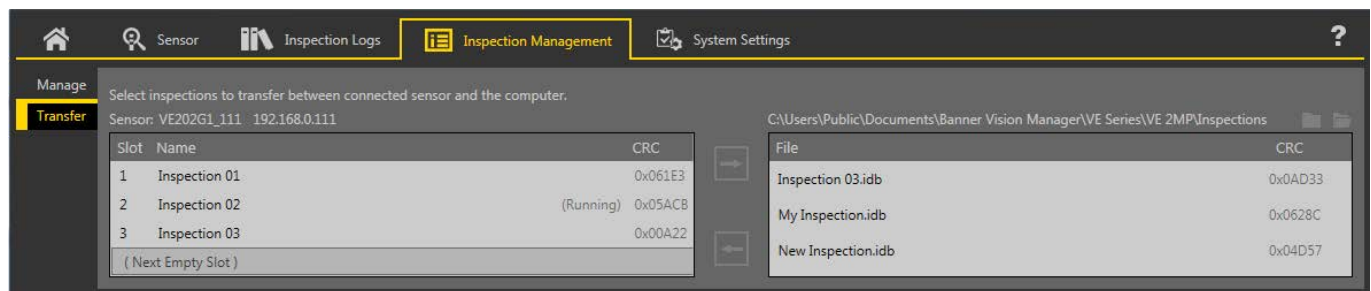 Sensor Inspection Logs Inspection Management System Settings ?
Manage
Transfer
Select inspections to transfer between connected sensor and the computer.
Sensor: VE202G1_111 192.168.0.111
C:\Users\Public\Documents\Banner Vision Manager\VE Series\VE 2MP\Inspections
Slot Name CRC
1 Inspection 01 0x061E3
2 Inspection 02 (Running) 0x05ACB
3 Inspection 03 0x00A22
( Next Empty Slot )
File CRC
Inspection 03.idb 0x0AD33
My Inspection.idb 0x0628C
New Inspection.idb 0x04D57